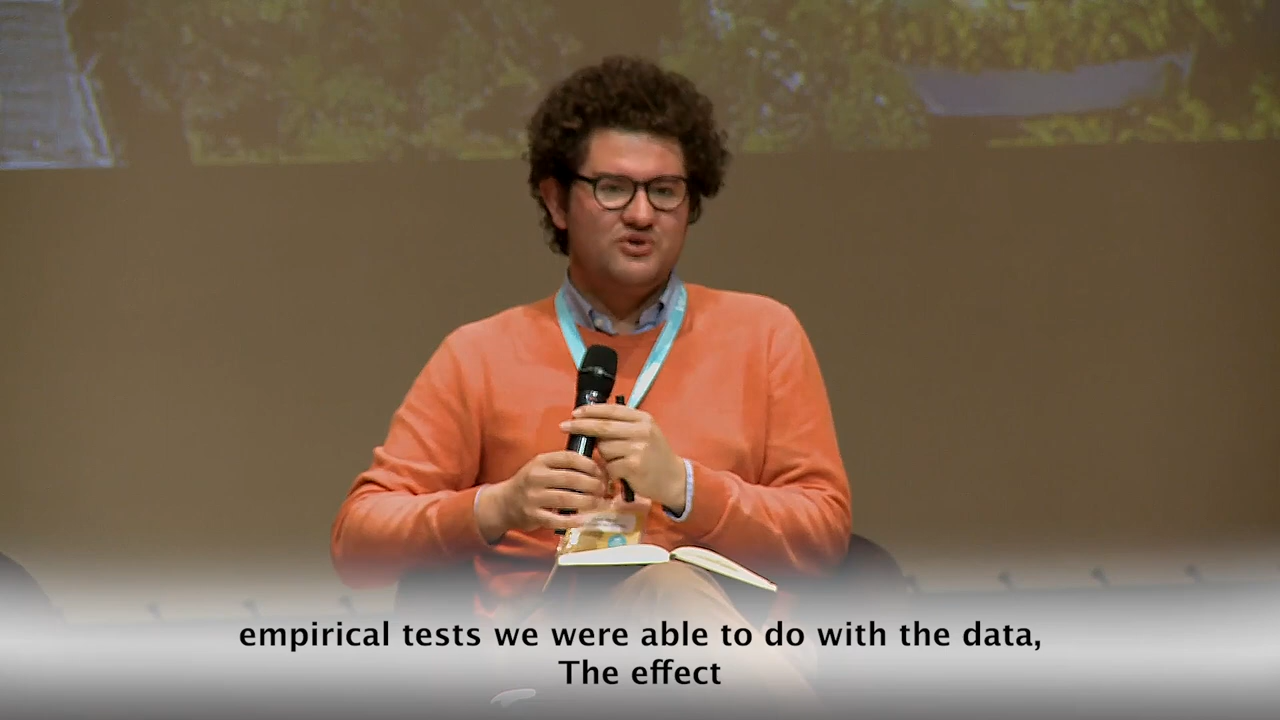 empirical tests we were able to do with the data,
The effect